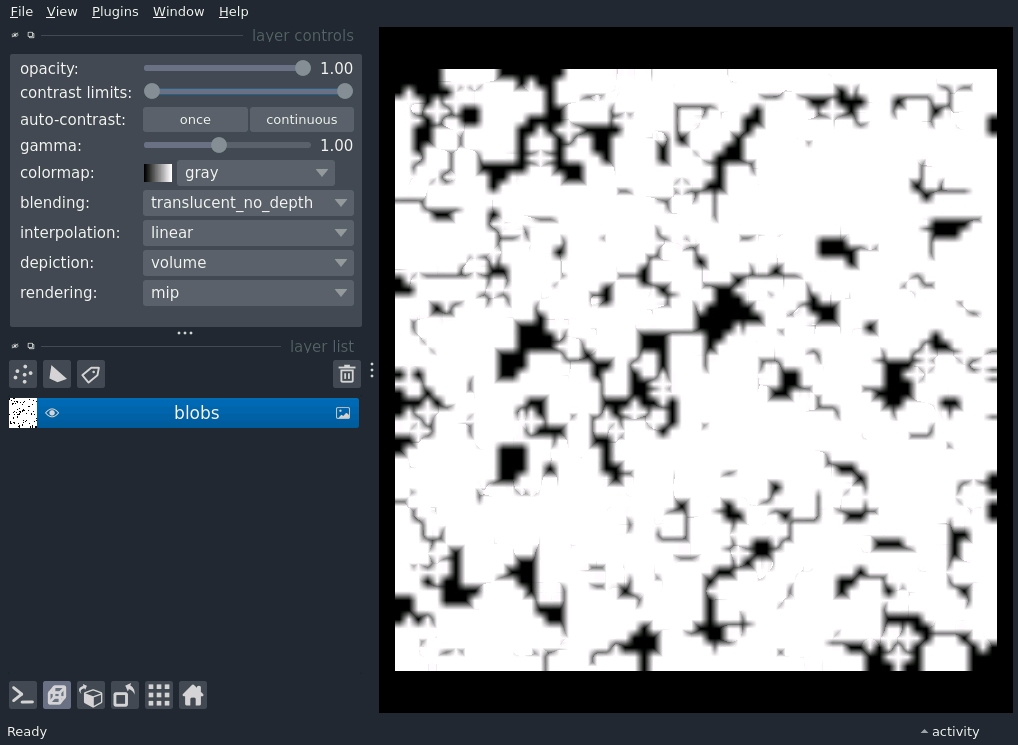 File View Plugins Window Help
layer controls
opacity: 1.00
contrast limits:
auto-contrast: once continuous
gamma: 1.00
colormap: gray
blending: translucent_no_depth
interpolation: linear
depiction: volume
rendering: mip
layer list
blobs
Ready activity